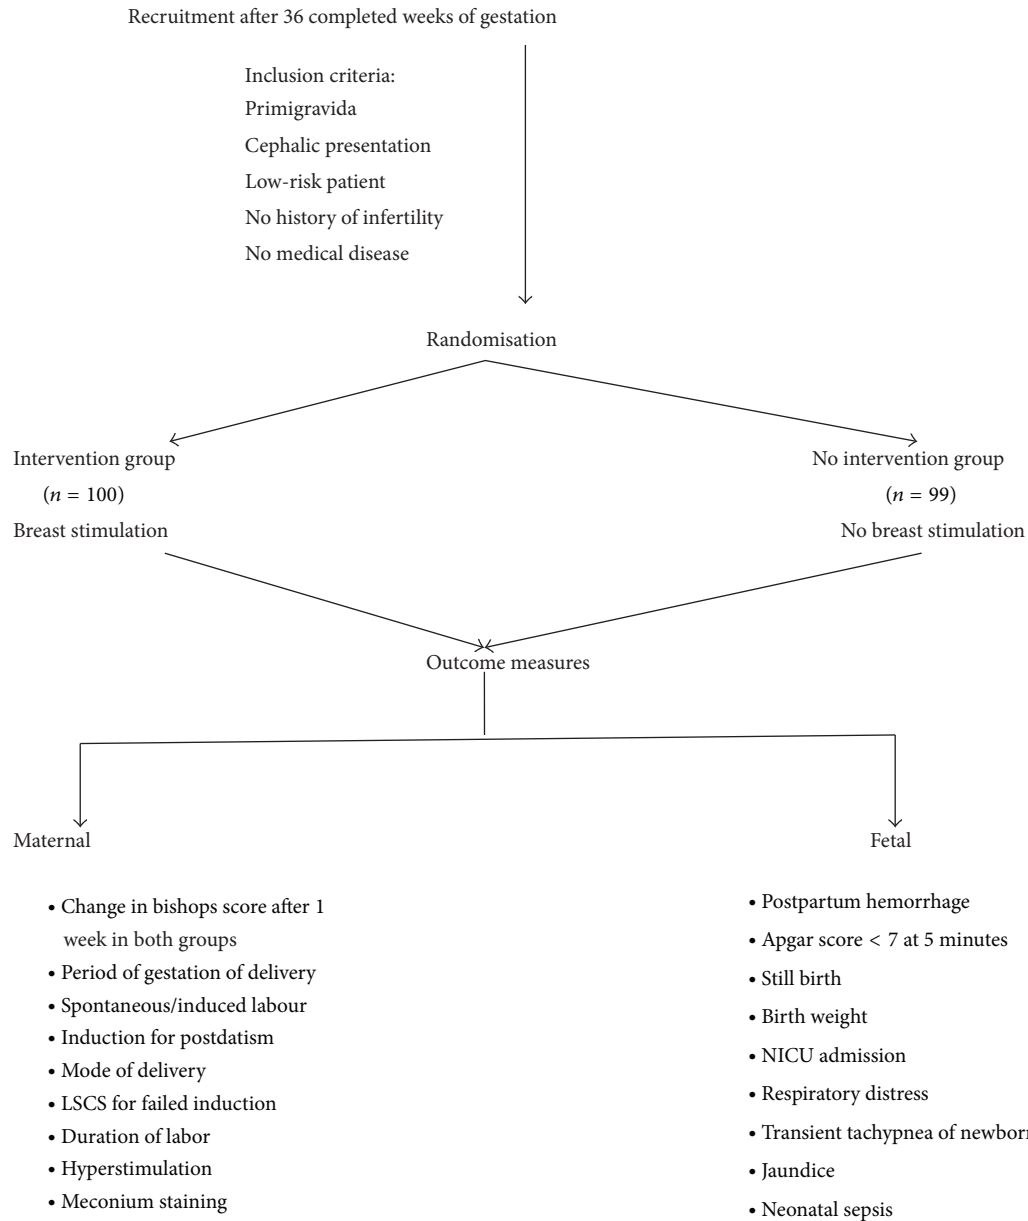 Recruitment after 36 completed weeks of gestation
Inclusion criteria:
Primigravida
Cephalic presentation
Low-risk patient
No history of infertility
No medical disease
Randomisation
Intervention group
(n = 100)
Breast stimulation
No intervention group
(n = 99)
No breast stimulation
Outcome measures
Maternal
• Change in bishops score after 1
week in both groups
• Period of gestation of delivery
• Spontaneous/induced labour
• Induction for postdatism
• Mode of delivery
• LSCS for failed induction
• Duration of labor
• Hyperstimulation
• Meconium staining
Fetal
• Postpartum hemorrhage
• Apgar score < 7 at 5 minutes
• Still birth
• Birth weight
• NICU admission
• Respiratory distress
• Transient tachypnea of newborn
• Jaundice
• Neonatal sepsis